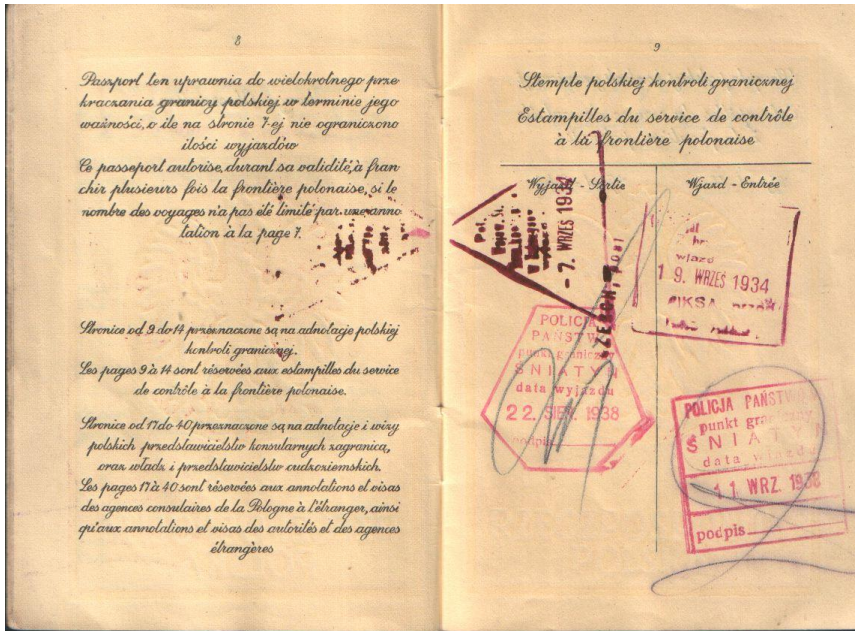 8
Paszport ten uprawnia do wielokrotnego prze-
kraczania granicy polskiej w terminie jego
ważności, o ile na stronie 7-ej nie ograniczono
ilości wyjazdów
Ce passeport autorise, durant sa validité, à fran
chir plusieurs fois la frontière polonaise, si le
nombre des voyages n'a pas été limité par une anno
tation à la page 7.
Stronice od 9 do 14 przeznaczone są na adnotacje polskiej
kontroli granicznej.
Les pages 9 à 14 sont réservées aux estampilles du service
de contrôle à la frontière polonaise.
Stronice od 17 do 40 przeznaczone są na adnotacje i wizy
polskich przedstawicielstw konsularnych zagranicą,
oraz władz i przedstawicielstw cudzoziemskich.
Les pages 17 à 40 sont réservées aux annotations et visas
des agences consulaires de la Pologne à l'étranger, ainsi
qu'aux annotations et visas des autorités et des agences
étrangères
9
Stemple polskiej kontroli granicznej
Estampilles du service de contrôle
à la frontière polonaise
Wyjazd - Sortie
Wjazd - Entrée
Pol.
- 7. WRZEŚ 1934
wjazd
19. WRZEŚ 1934
POLICJA
PAŃSTW
punkt graniczny
ŚNIATYN
data wyjazdu
22. SIER. 1938
podpis
POLICJA PAŃSTW
punkt graniczny
ŚNIATYN
data wjazdu
11. WRZ. 1938
podpis